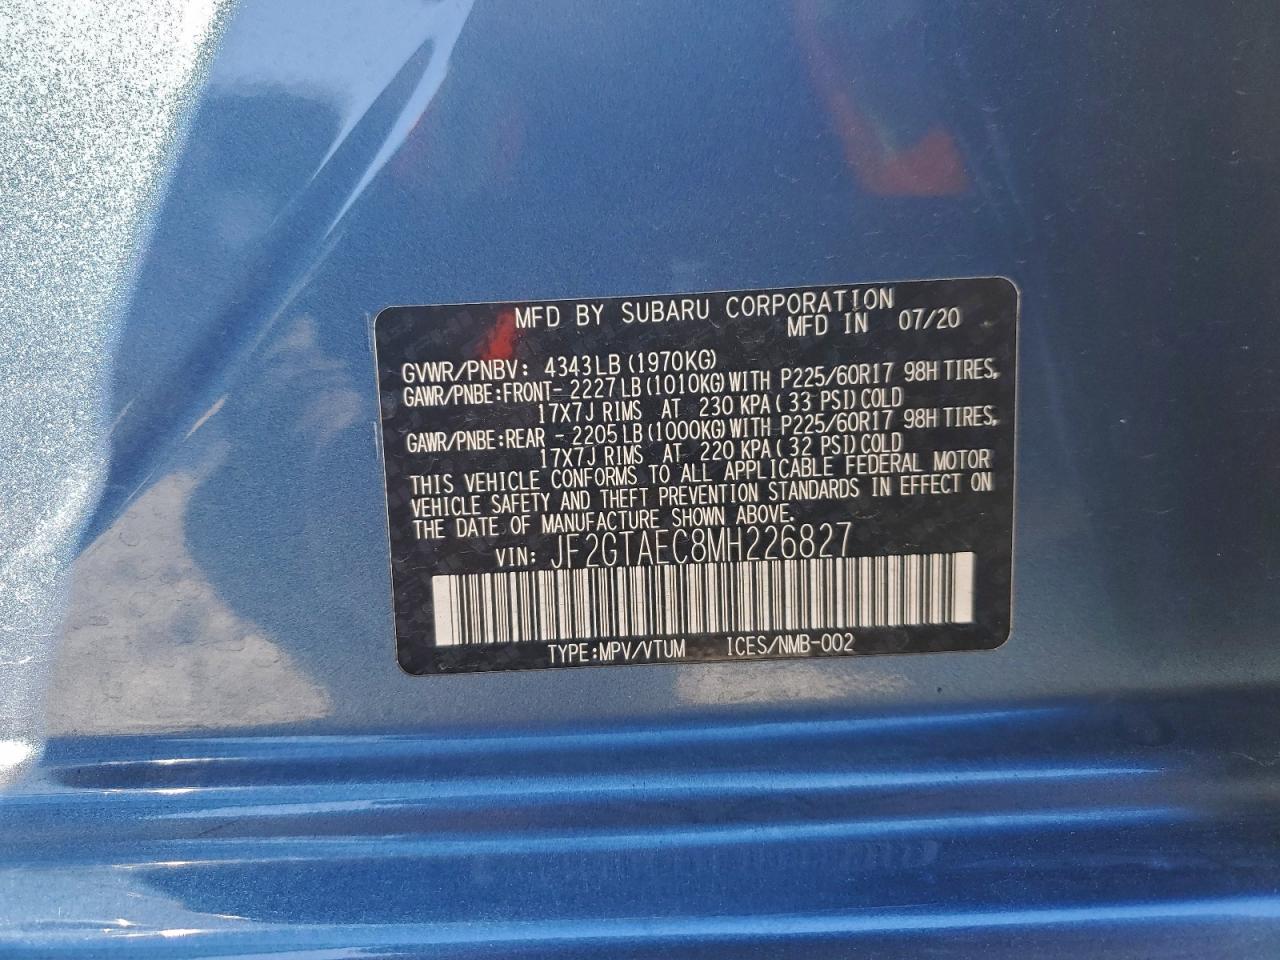 MFD BY SUBARU CORPORATION
MFD IN 07/20
GVWR/PNBV: 4343LB (1970KG)
GAWR/PNBE:FRONT-2227LB(1010KG)WITH P225/60R17 98H TIRES,
17X7J RIMS AT 230 KPA(33 PSI)COLD
GAWR/PNBE:REAR -2205LB(1000KG)WITH P225/60R17 98H TIRES,
17X7J RIMS AT 220 KPA(32 PSI)COLD
THIS VEHICLE CONFORMS TO ALL APPLICABLE FEDERAL MOTOR
VEHICLE SAFETY AND THEFT PREVENTION STANDARDS IN EFFECT ON
THE DATE OF MANUFACTURE SHOWN ABOVE.
VIN: JF2GTAEC8MH226827
TYPE:MPV/VTUM ICES/NMB-002